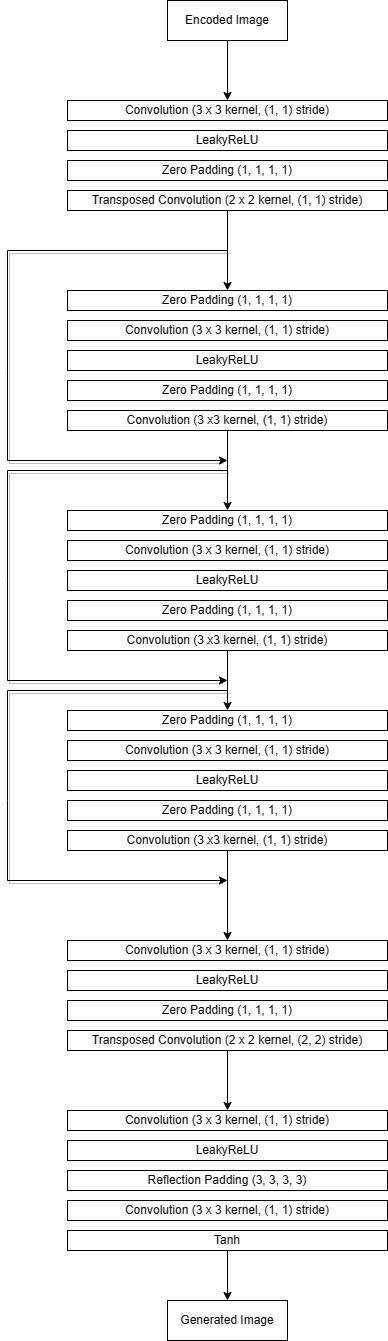 Encoded Image
Convolution (3 x 3 kernel, (1, 1) stride)
LeakyReLU
Zero Padding (1, 1, 1, 1)
Transposed Convolution (2 x 2 kernel, (1, 1) stride)
Zero Padding (1, 1, 1, 1)
Convolution (3 x 3 kernel, (1, 1) stride)
LeakyReLU
Zero Padding (1, 1, 1, 1)
Convolution (3 x3 kernel, (1, 1) stride)
Zero Padding (1, 1, 1, 1)
Convolution (3 x 3 kernel, (1, 1) stride)
LeakyReLU
Zero Padding (1, 1, 1, 1)
Convolution (3 x3 kernel, (1, 1) stride)
Zero Padding (1, 1, 1, 1)
Convolution (3 x 3 kernel, (1, 1) stride)
LeakyReLU
Zero Padding (1, 1, 1, 1)
Convolution (3 x3 kernel, (1, 1) stride)
Convolution (3 x 3 kernel, (1, 1) stride)
LeakyReLU
Zero Padding (1, 1, 1, 1)
Transposed Convolution (2 x 2 kernel, (2, 2) stride)
Convolution (3 x 3 kernel, (1, 1) stride)
LeakyReLU
Reflection Padding (3, 3, 3, 3)
Convolution (3 x 3 kernel, (1, 1) stride)
Tanh
Generated Image